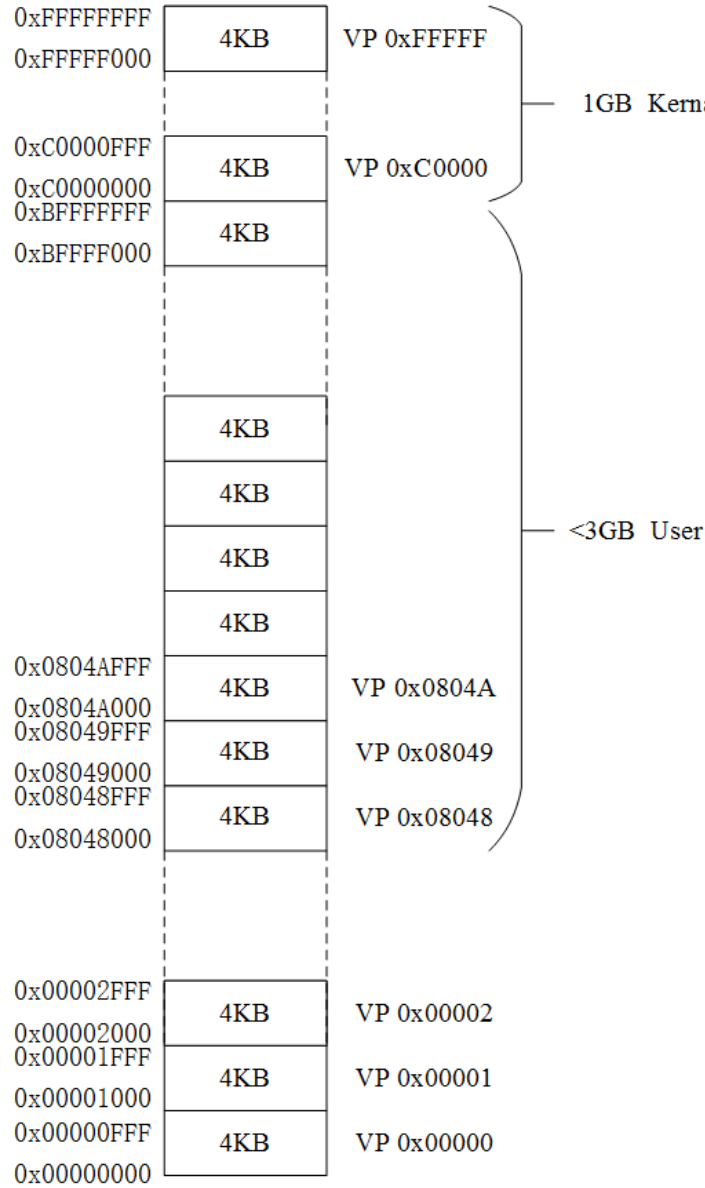 0xFFFFFFFF
4KB VP 0xFFFFF
0xFFFFF000
1GB Kerna
0xC0000FFF
4KB VP 0xC0000
0xC0000000
0xBFFFFFFF
4KB
0xBFFFF000
4KB
4KB
4KB
<3GB User
4KB
0x0804AFFF
4KB VP 0x0804A
0x0804A000
0x08049FFF
4KB VP 0x08049
0x08049000
0x08048FFF
4KB VP 0x08048
0x08048000
0x00002FFF
4KB VP 0x00002
0x00002000
0x00001FFF
4KB VP 0x00001
0x00001000
0x00000FFF
4KB VP 0x00000
0x00000000